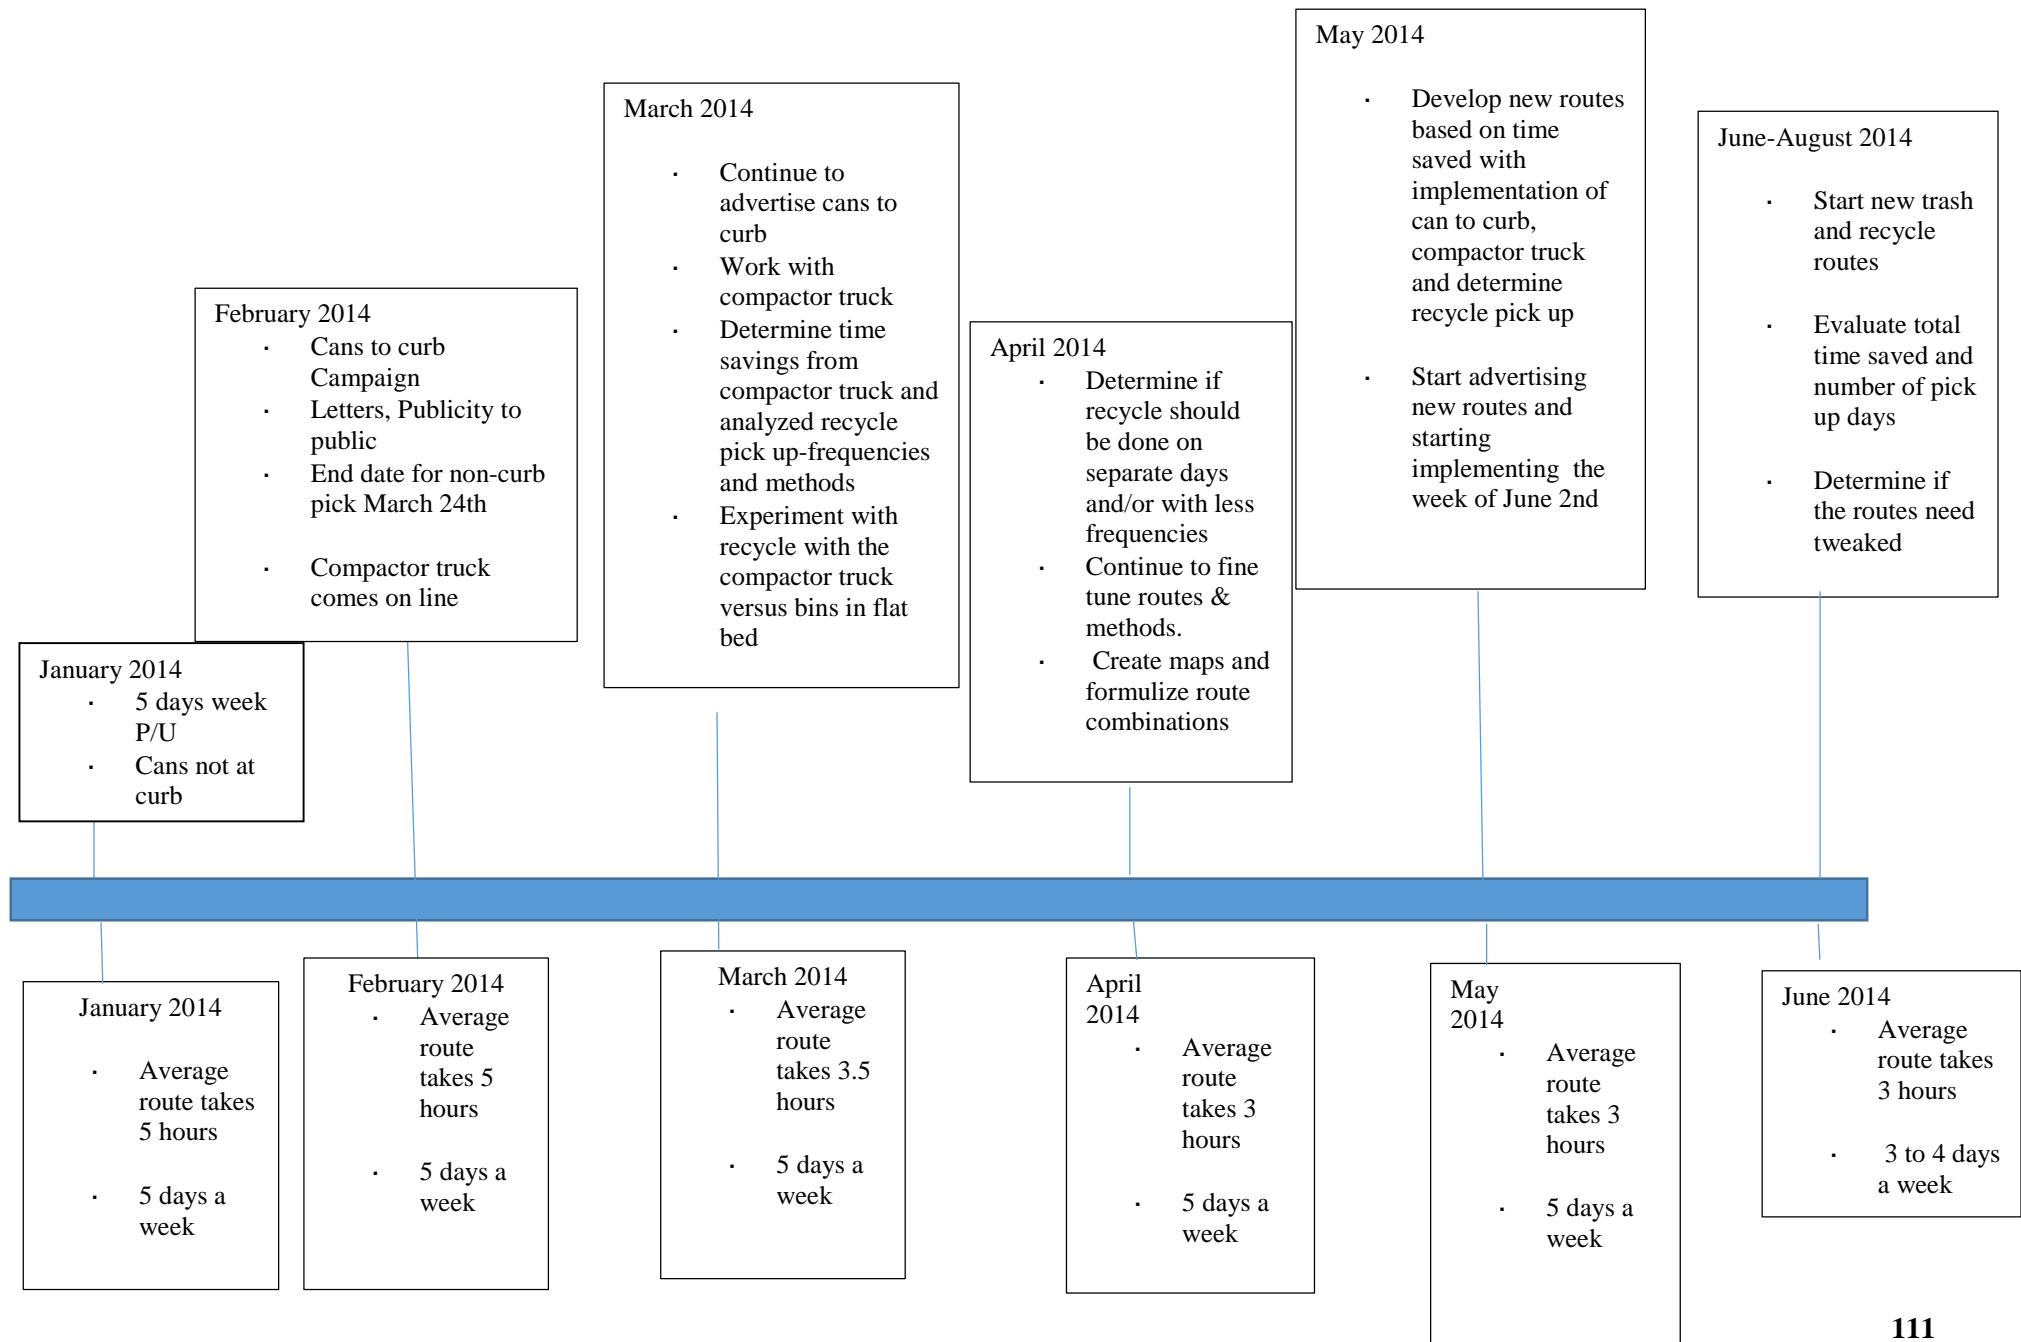 January 2014
· 5 days week
P/U
· Cans not at
curb
February 2014
· Cans to curb
Campaign
· Letters, Publicity to
public
· End date for non-curb
pick March 24th
· Compactor truck
comes on line
March 2014
· Continue to
advertise cans to
curb
· Work with
compactor truck
· Determine time
savings from
compactor truck and
analyzed recycle
pick up-frequencies
and methods
· Experiment with
recycle with the
compactor truck
versus bins in flat
bed
April 2014
· Determine if
recycle should
be done on
separate days
and/or with less
frequencies
· Continue to fine
tune routes &
methods.
· Create maps and
formulize route
combinations
May 2014
· Develop new routes
based on time
saved with
implementation of
can to curb,
compactor truck
and determine
recycle pick up
· Start advertising
new routes and
starting
implementing the
week of June 2nd
June-August 2014
· Start new trash
and recycle
routes
· Evaluate total
time saved and
number of pick
up days
· Determine if
the routes need
tweaked
January 2014
· Average
route takes
5 hours
· 5 days a
week
February 2014
· Average
route
takes 5
hours
· 5 days a
week
March 2014
· Average
route
takes 3.5
hours
· 5 days a
week
April
2014
· Average
route
takes 3
hours
· 5 days a
week
May
2014
· Average
route
takes 3
hours
· 5 days a
week
June 2014
· Average
route takes
3 hours
· 3 to 4 days
a week
111